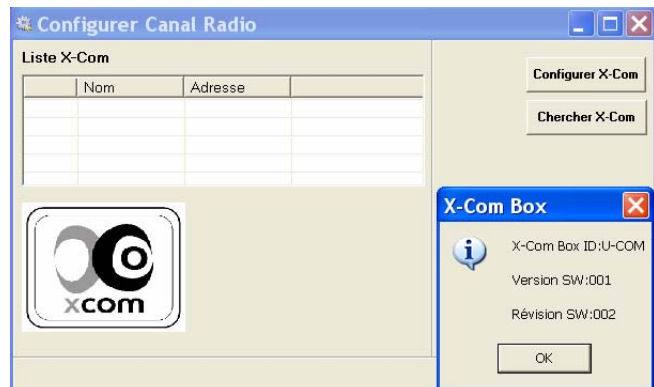 Configurer Canal Radio
Liste X-Com
Nom Adresse
Configurer X-Com
Chercher X-Com
xcom
X-Com Box
X-Com Box ID:U-COM
Version SW:001
Révision SW:002
OK